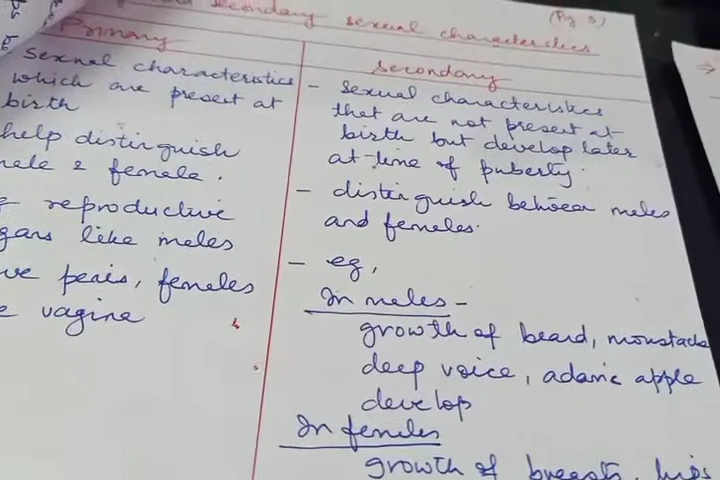 secondary sexual characteristics
(Pg 5)
Primary
sexual characteristics
which are present at
birth
help distinguish
male & female.
reproductive
gans like males
ve penis, females
vagina
secondary
- sexual characteristics
that are not present at
birth but develop later
at time of puberty.
- distinguish between males
and females.
- eg,
In males -
growth of beard, moustache
deep voice, adams apple
develop
In females
growth of breasts, hips